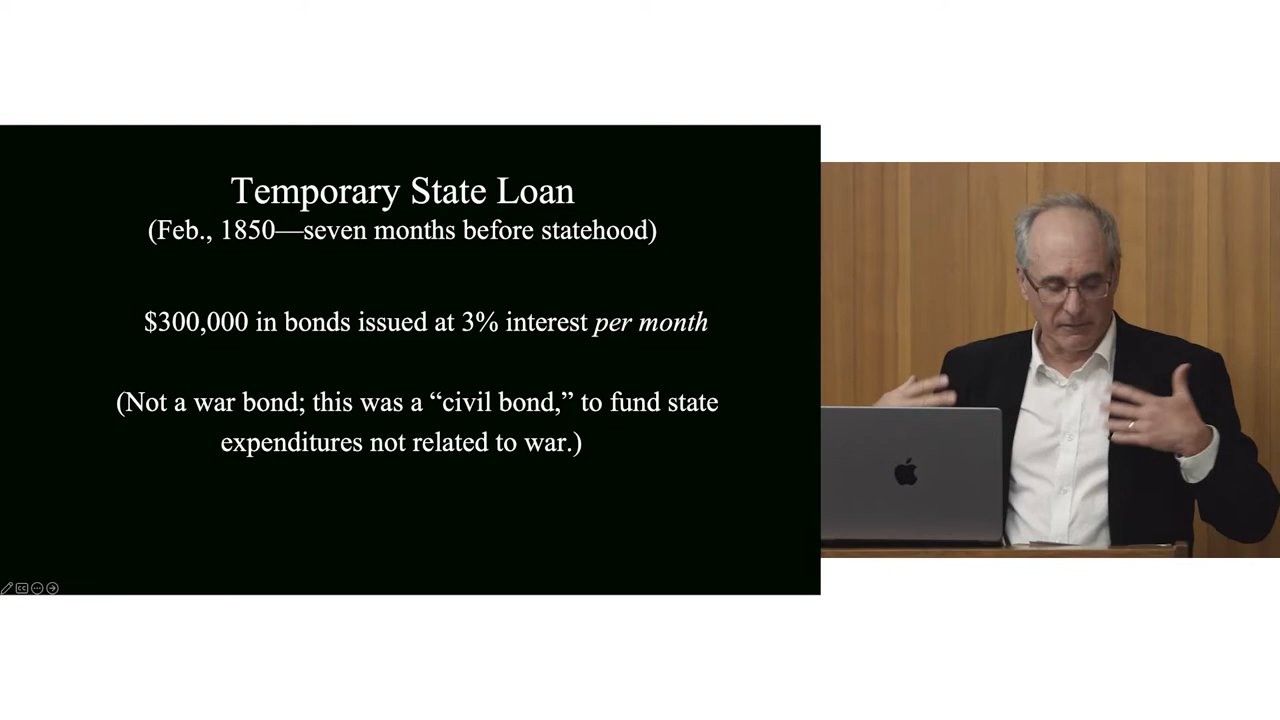 Temporary State Loan
(Feb., 1850—seven months before statehood)
$300,000 in bonds issued at 3% interest per month
(Not a war bond; this was a “civil bond,” to fund state
expenditures not related to war.)